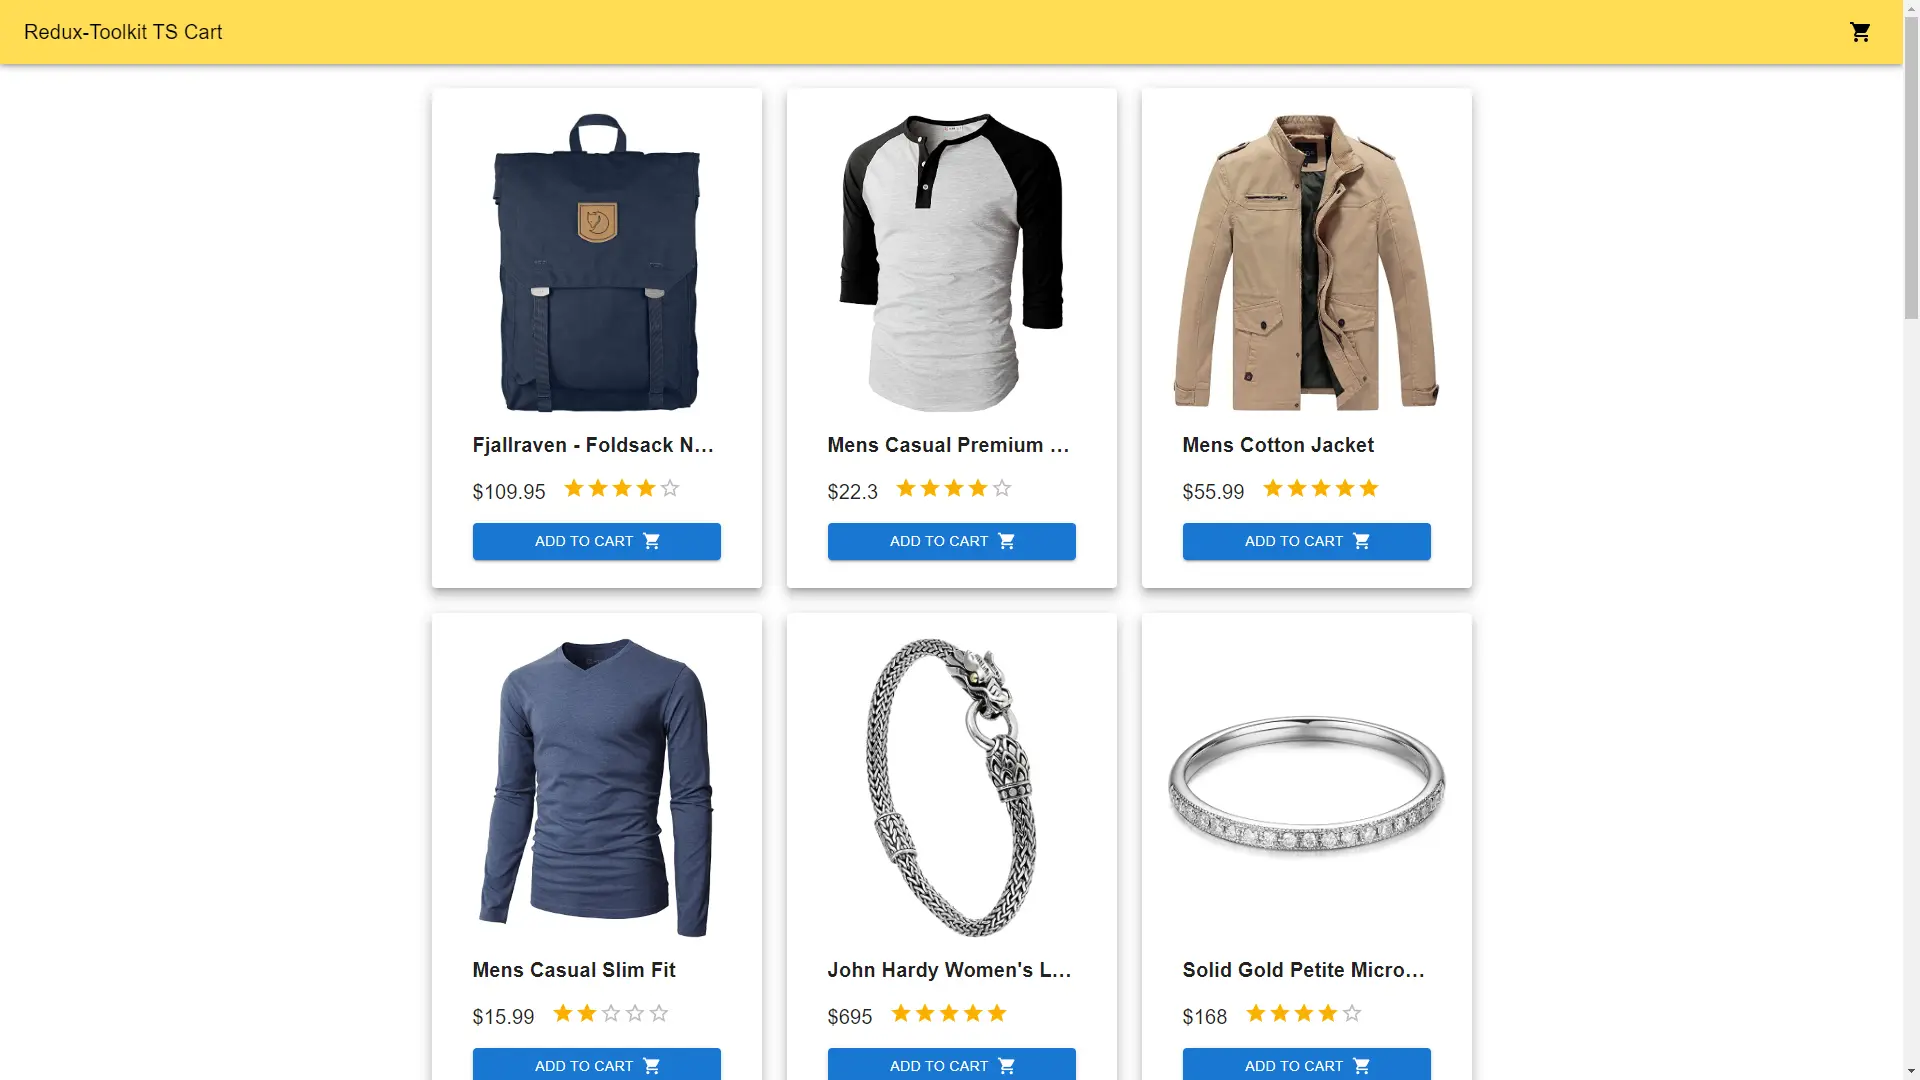 Redux-Toolkit TS Cart
Fjallraven - Foldsack N...
$109.95
ADD TO CART
Mens Casual Premium ...
$22.3
ADD TO CART
Mens Cotton Jacket
$55.99
ADD TO CART
Mens Casual Slim Fit
$15.99
ADD TO CART
John Hardy Women's L...
$695
ADD TO CART
Solid Gold Petite Micro...
$168
ADD TO CART